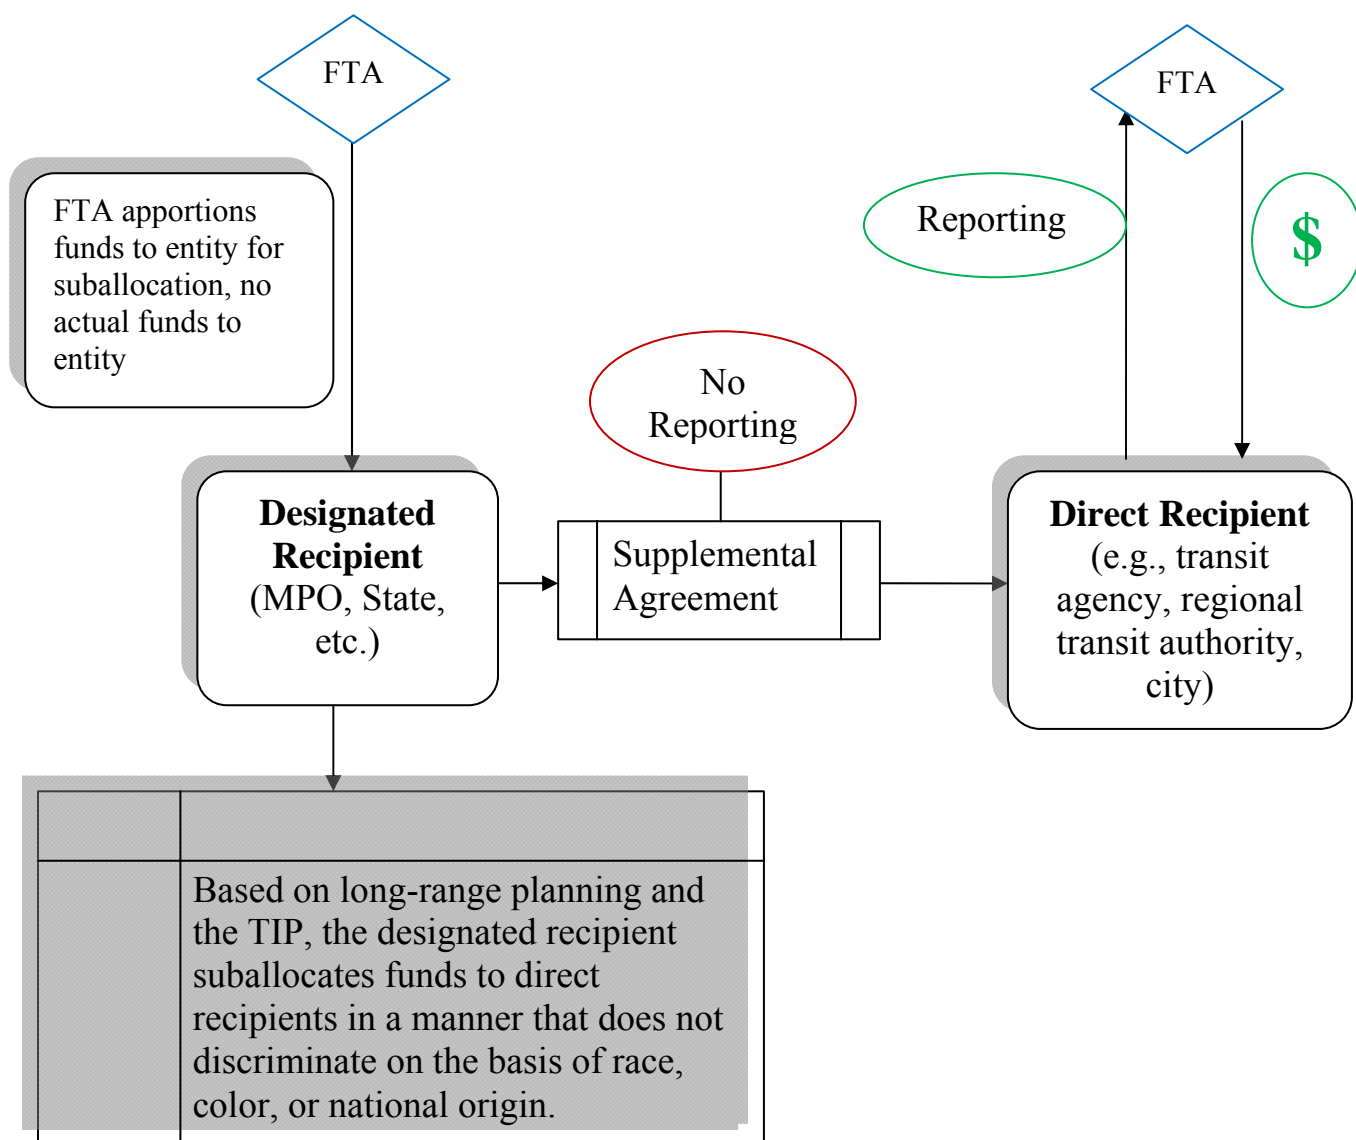 FTA
FTA
FTA apportions
funds to entity for
suballocation, no
actual funds to
entity
Reporting
$
No
Reporting
Designated
Recipient
(MPO, State,
etc.)
Supplemental
Agreement
Direct Recipient
(e.g., transit
agency, regional
transit authority,
city)
Based on long-range planning and
the TIP, the designated recipient
suballocates funds to direct
recipients in a manner that does not
discriminate on the basis of race,
color, or national origin.